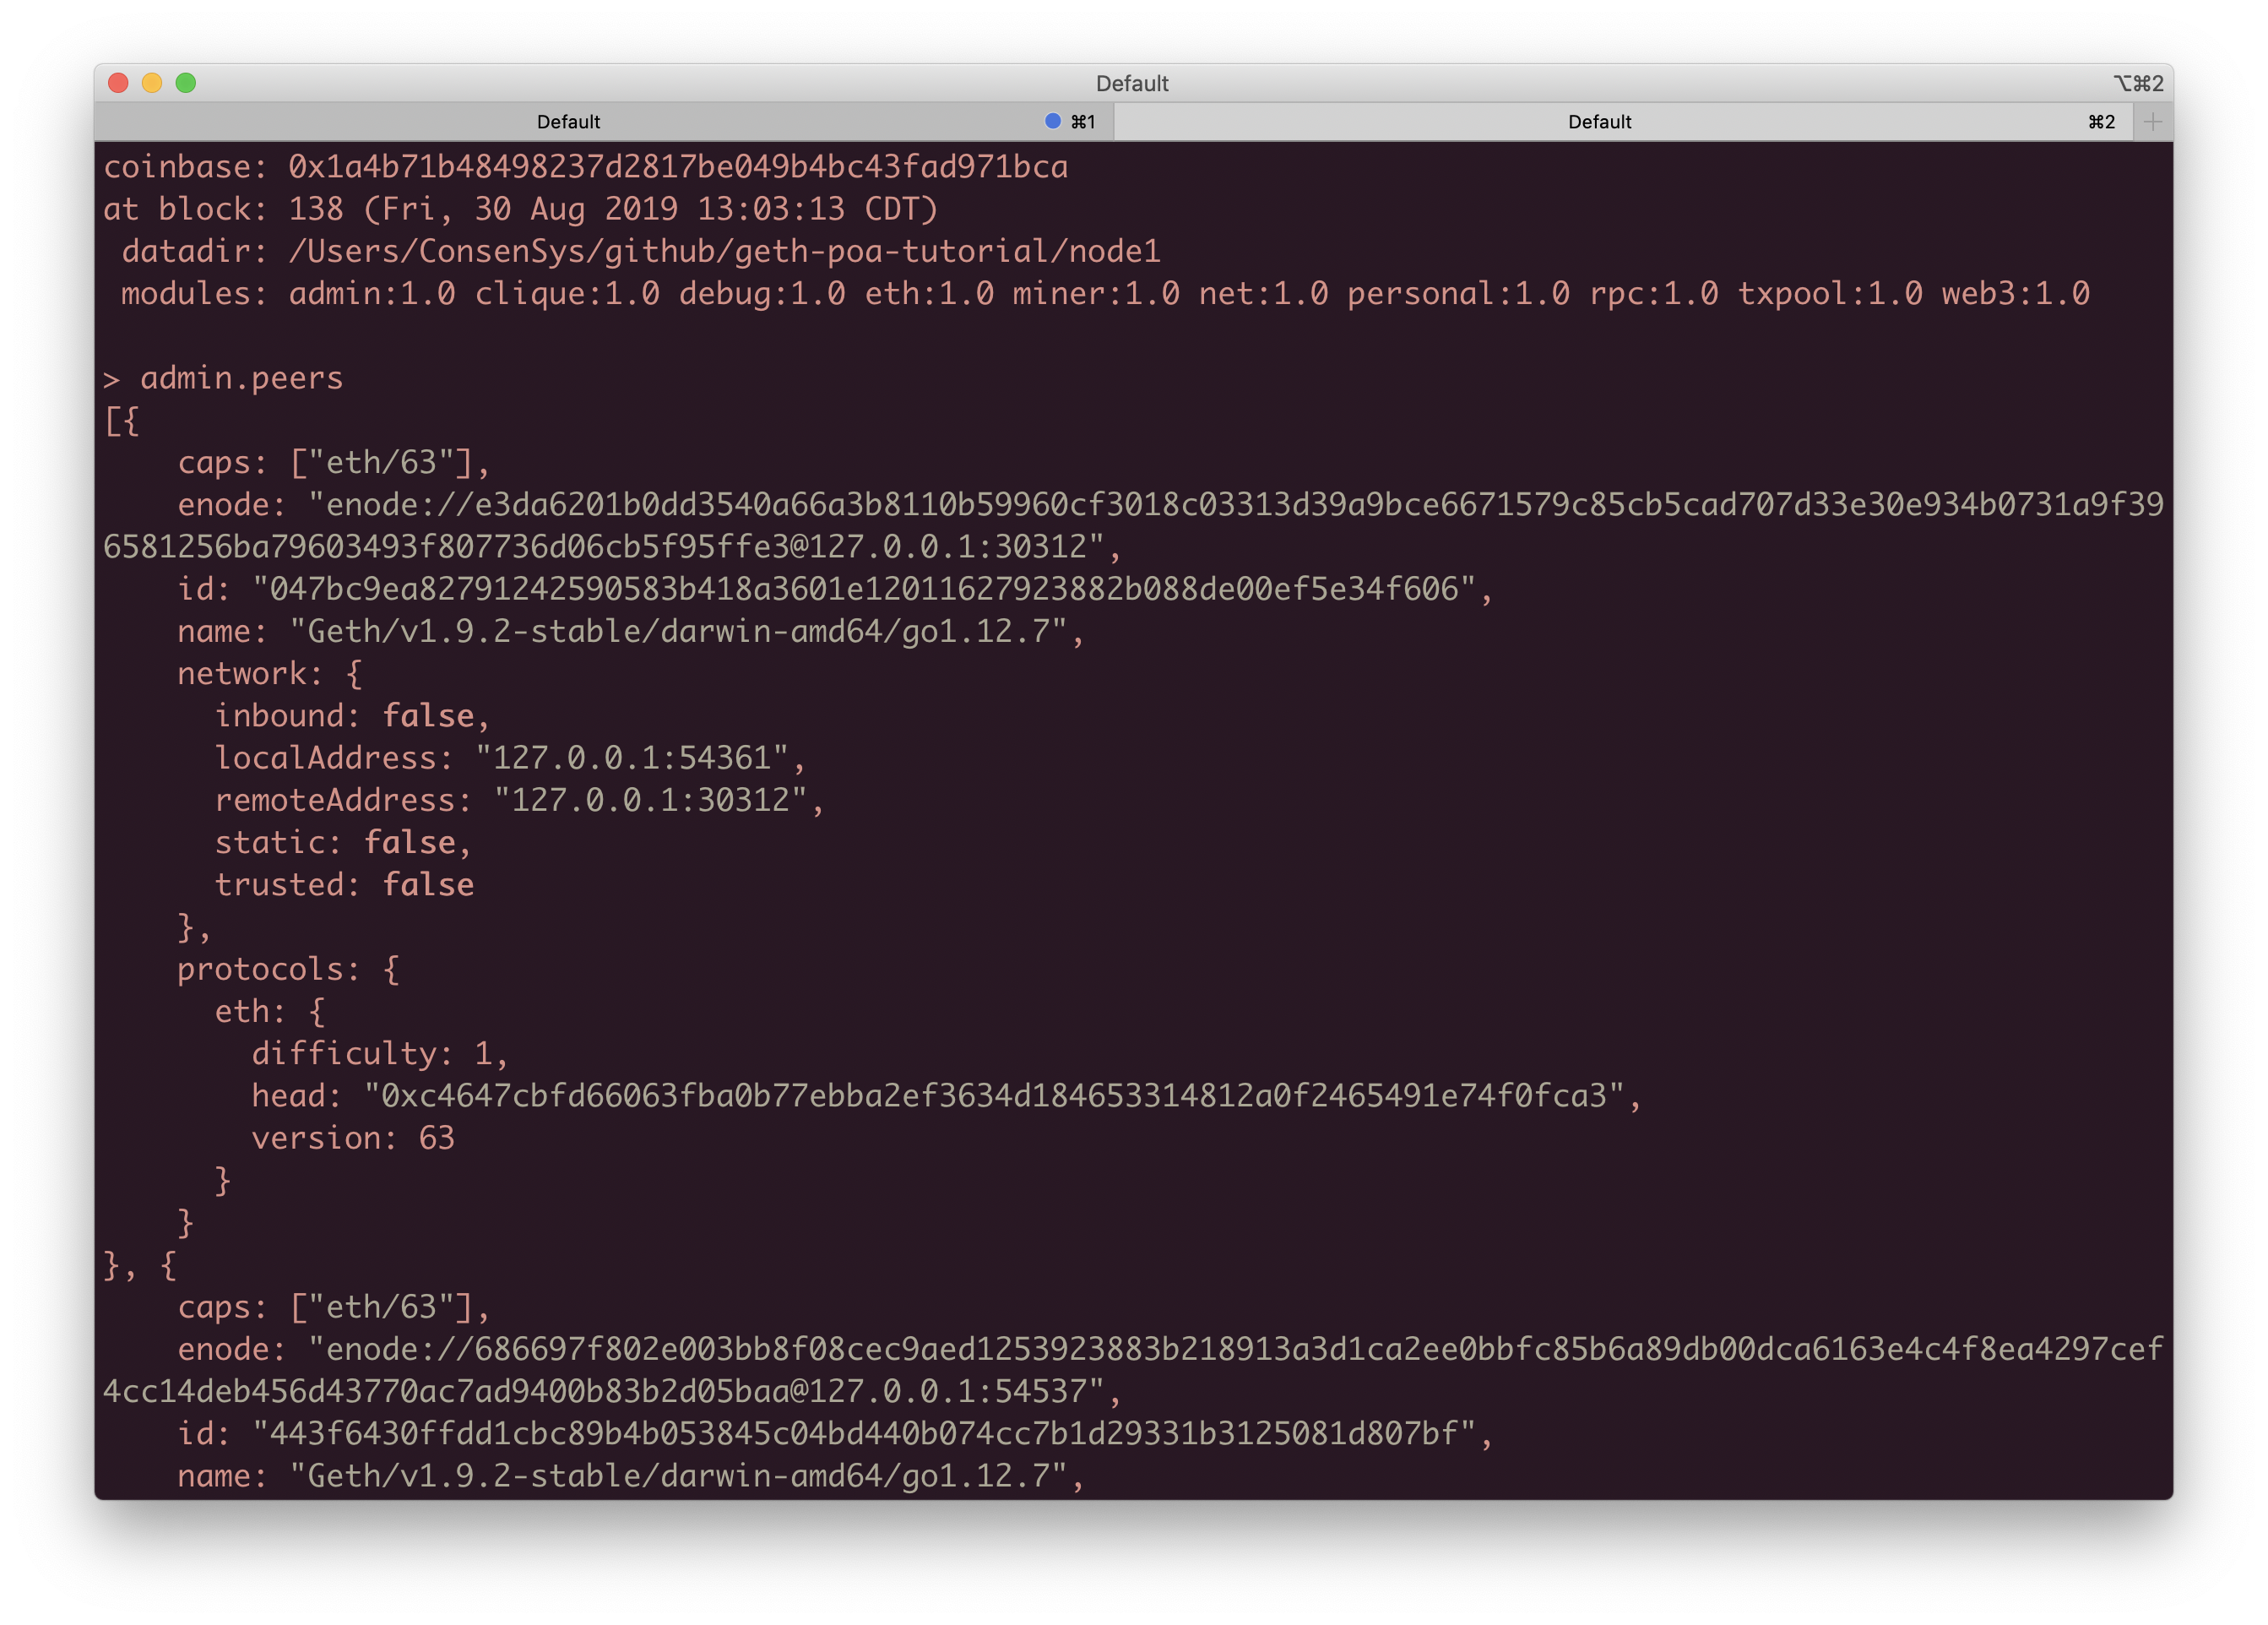 Default
⌥⌘2
Default ⌘1 Default ⌘2 +
coinbase: 0x1a4b71b48498237d2817be049b4bc43fad971bca
at block: 138 (Fri, 30 Aug 2019 13:03:13 CDT)
 datadir: /Users/ConsenSys/github/geth-poa-tutorial/node1
 modules: admin:1.0 clique:1.0 debug:1.0 eth:1.0 miner:1.0 net:1.0 personal:1.0 rpc:1.0 txpool:1.0 web3:1.0
> admin.peers
[{
    caps: ["eth/63"],
    enode: "enode://e3da6201b0dd3540a66a3b8110b59960cf3018c03313d39a9bce6671579c85cb5cad707d33e30e934b0731a9f39
6581256ba79603493f807736d06cb5f95ffe3@127.0.0.1:30312",
    id: "047bc9ea82791242590583b418a3601e12011627923882b088de00ef5e34f606",
    name: "Geth/v1.9.2-stable/darwin-amd64/go1.12.7",
    network: {
      inbound: false,
      localAddress: "127.0.0.1:54361",
      remoteAddress: "127.0.0.1:30312",
      static: false,
      trusted: false
    },
    protocols: {
      eth: {
        difficulty: 1,
        head: "0xc4647cbfd66063fba0b77ebba2ef3634d184653314812a0f2465491e74f0fca3",
        version: 63
      }
    }
}, {
    caps: ["eth/63"],
    enode: "enode://686697f802e003bb8f08cec9aed1253923883b218913a3d1ca2ee0bbfc85b6a89db00dca6163e4c4f8ea4297cef
4cc14deb456d43770ac7ad9400b83b2d05baa@127.0.0.1:54537",
    id: "443f6430ffdd1cbc89b4b053845c04bd440b074cc7b1d29331b3125081d807bf",
    name: "Geth/v1.9.2-stable/darwin-amd64/go1.12.7",